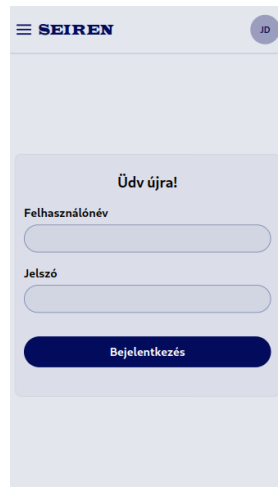 SEIREN
JD
Üdv újra!
Felhasználónév
Jelszó
Bejelentkezés